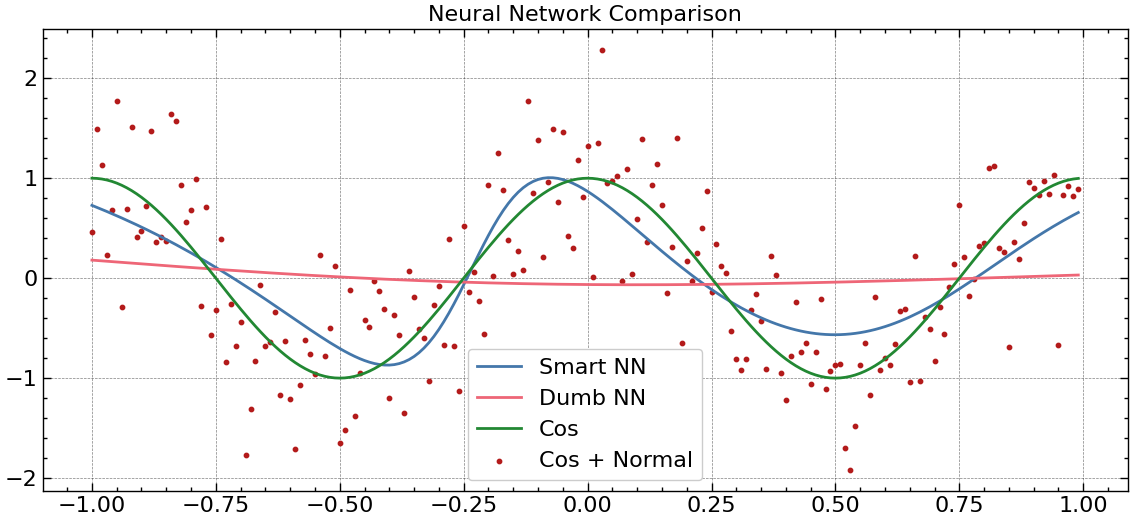 Neural Network Comparison
2
1
0
−1
−2
Smart NN
Dumb NN
Cos
Cos + Normal
−1.00 −0.75 −0.50 −0.25 0.00 0.25 0.50 0.75 1.00